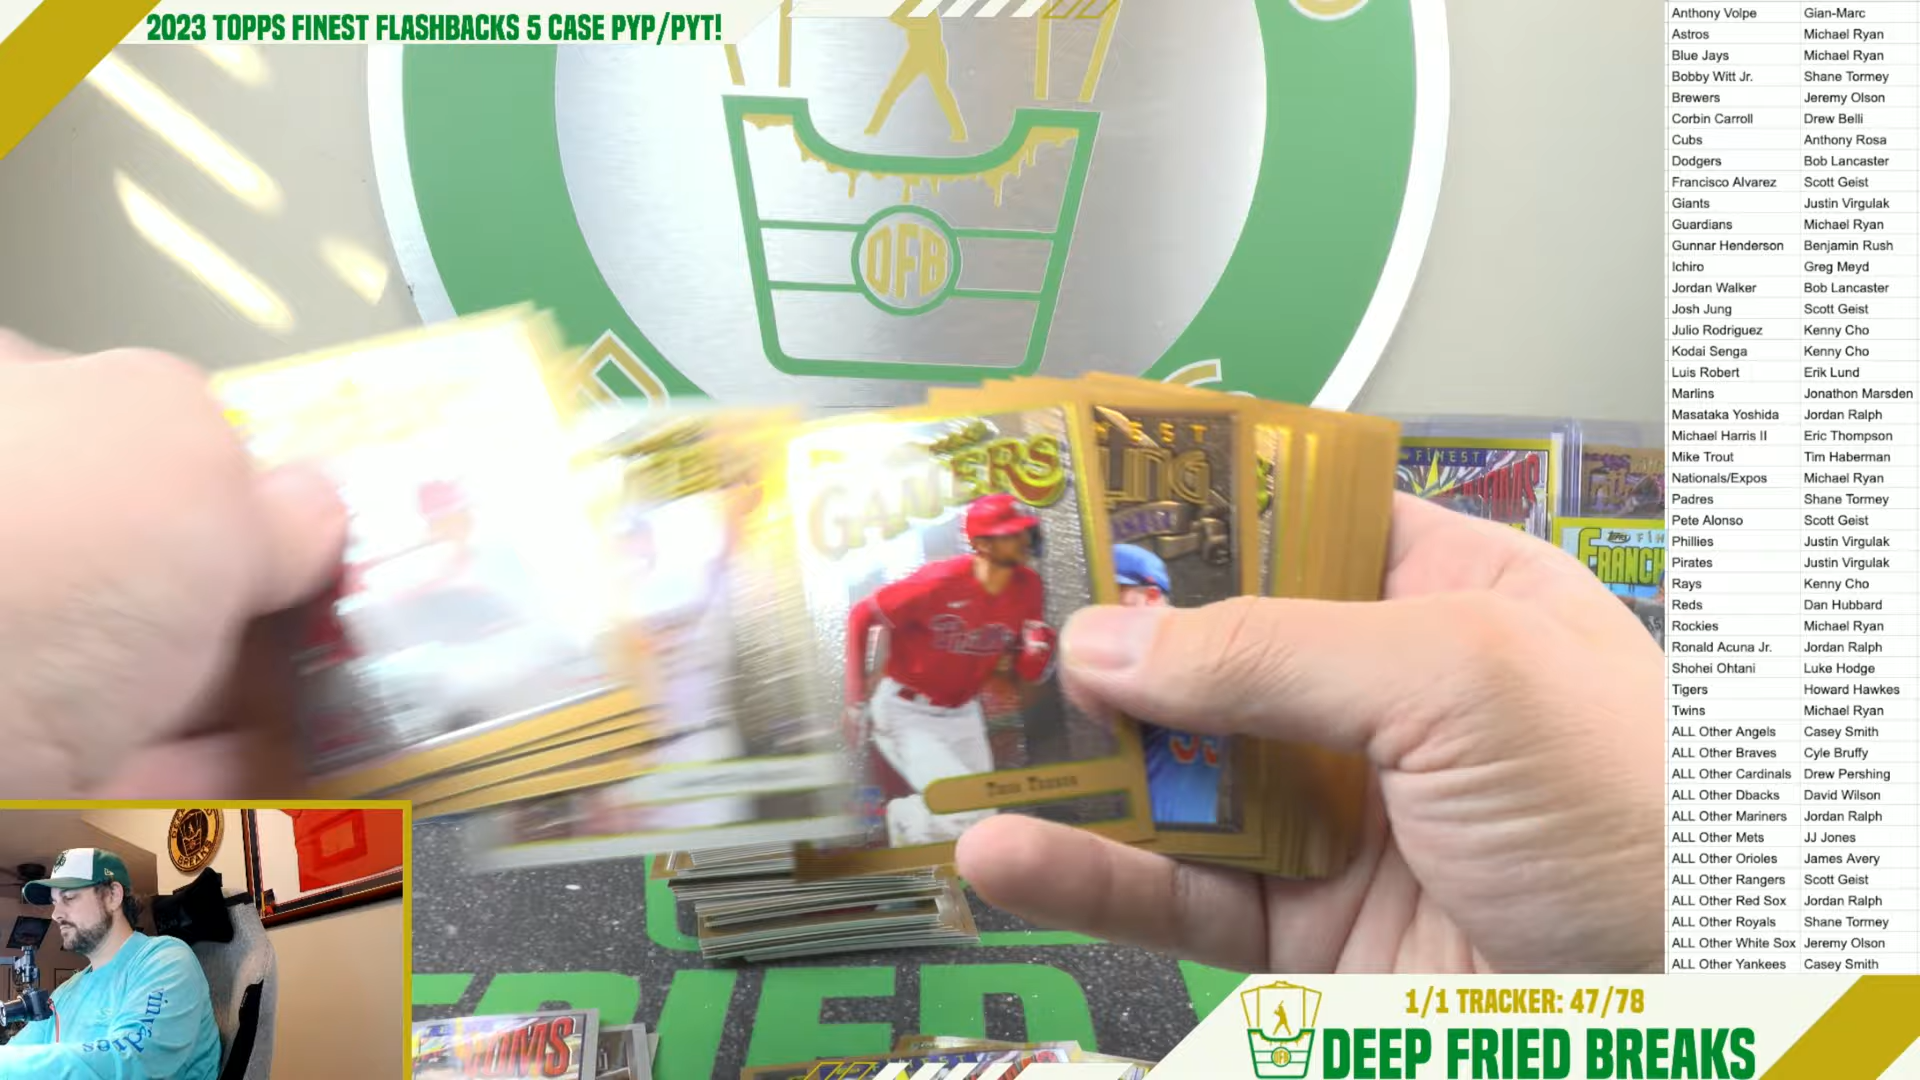 2023 TOPPS FINEST FLASHBACKS 5 CASE PYP/PYT!
Anthony Volpe Gian-Marc
Astros Michael Ryan
Blue Jays Michael Ryan
Bobby Witt Jr. Shane Tormey
Brewers Jeremy Olson
Corbin Carroll Drew Belli
Cubs Anthony Rosa
Dodgers Bob Lancaster
Francisco Alvarez Scott Geist
Giants Justin Virgulak
Guardians Michael Ryan
Gunnar Henderson Benjamin Rush
Ichiro Greg Meyd
Jordan Walker Bob Lancaster
Josh Jung Scott Geist
Julio Rodriguez Kenny Cho
Kodai Senga Kenny Cho
Luis Robert Erik Lund
Marlins Jonathon Marsden
Masataka Yoshida Jordan Ralph
Michael Harris II Eric Thompson
Mike Trout Tim Haberman
Nationals/Expos Michael Ryan
Padres Shane Tormey
Pete Alonso Scott Geist
Phillies Justin Virgulak
Pirates Justin Virgulak
Rays Kenny Cho
Reds Dan Hubbard
Rockies Michael Ryan
Ronald Acuna Jr. Jordan Ralph
Shohei Ohtani Luke Hodge
Tigers Howard Hawkes
Twins Michael Ryan
ALL Other Angels Casey Smith
ALL Other Braves Cyle Bruffy
ALL Other Cardinals Drew Pershing
ALL Other Dbacks David Wilson
ALL Other Mariners Jordan Ralph
ALL Other Mets JJ Jones
ALL Other Orioles James Avery
ALL Other Rangers Scott Geist
ALL Other Red Sox Jordan Ralph
ALL Other Royals Shane Tormey
ALL Other White Sox Jeremy Olson
ALL Other Yankees Casey Smith
DFB
GAMERS
Phillies
FINEST
FRIED
1/1 TRACKER: 47/78
DEEP FRIED BREAKS